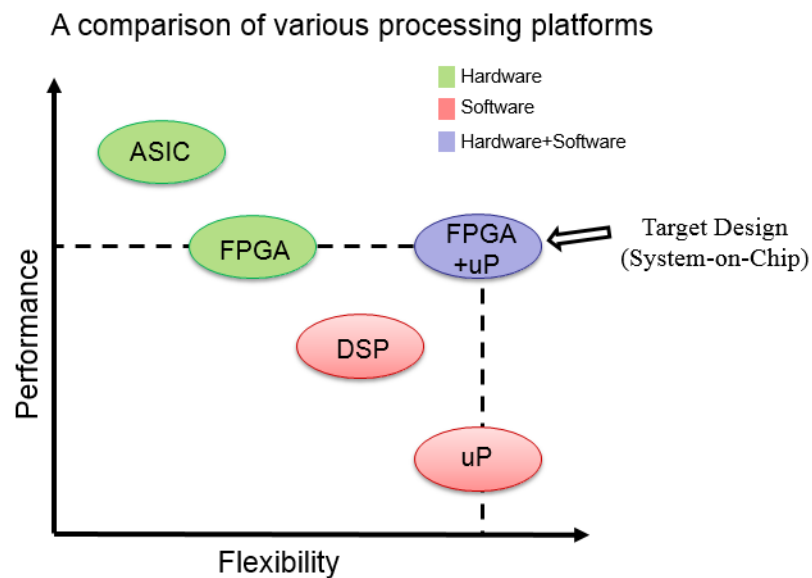 A comparison of various processing platforms
Hardware
Software
Hardware+Software
ASIC
FPGA
FPGA
+uP
Target Design
(System-on-Chip)
DSP
uP
Performance
Flexibility